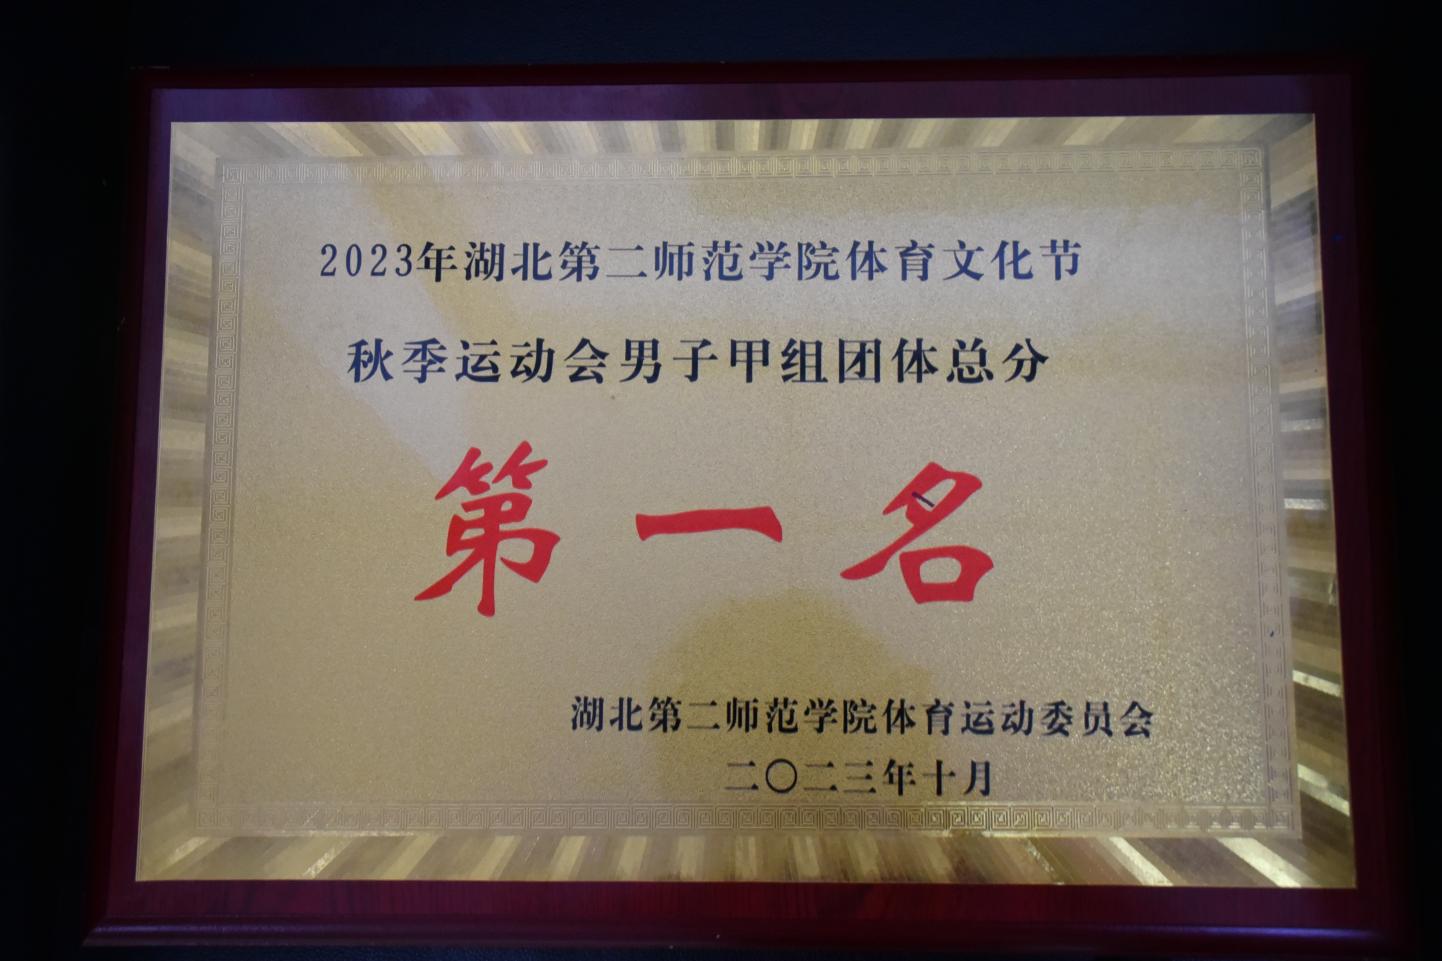 2023年湖北第二师范学院体育文化节
秋季运动会男子甲组团体总分
第一名
湖北第二师范学院体育运动委员会
二〇二三年十月